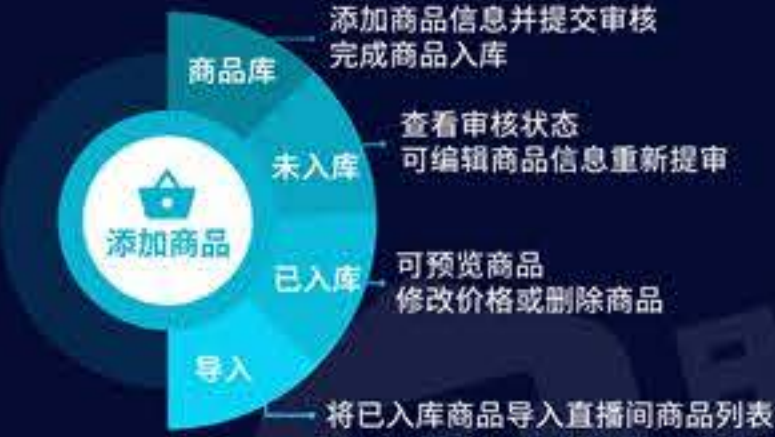 添加商品
商品库
添加商品信息并提交审核
完成商品入库
未入库
查看审核状态
可编辑商品信息重新提审
已入库
可预览商品
修改价格或删除商品
导入
将已入库商品导入直播间商品列表